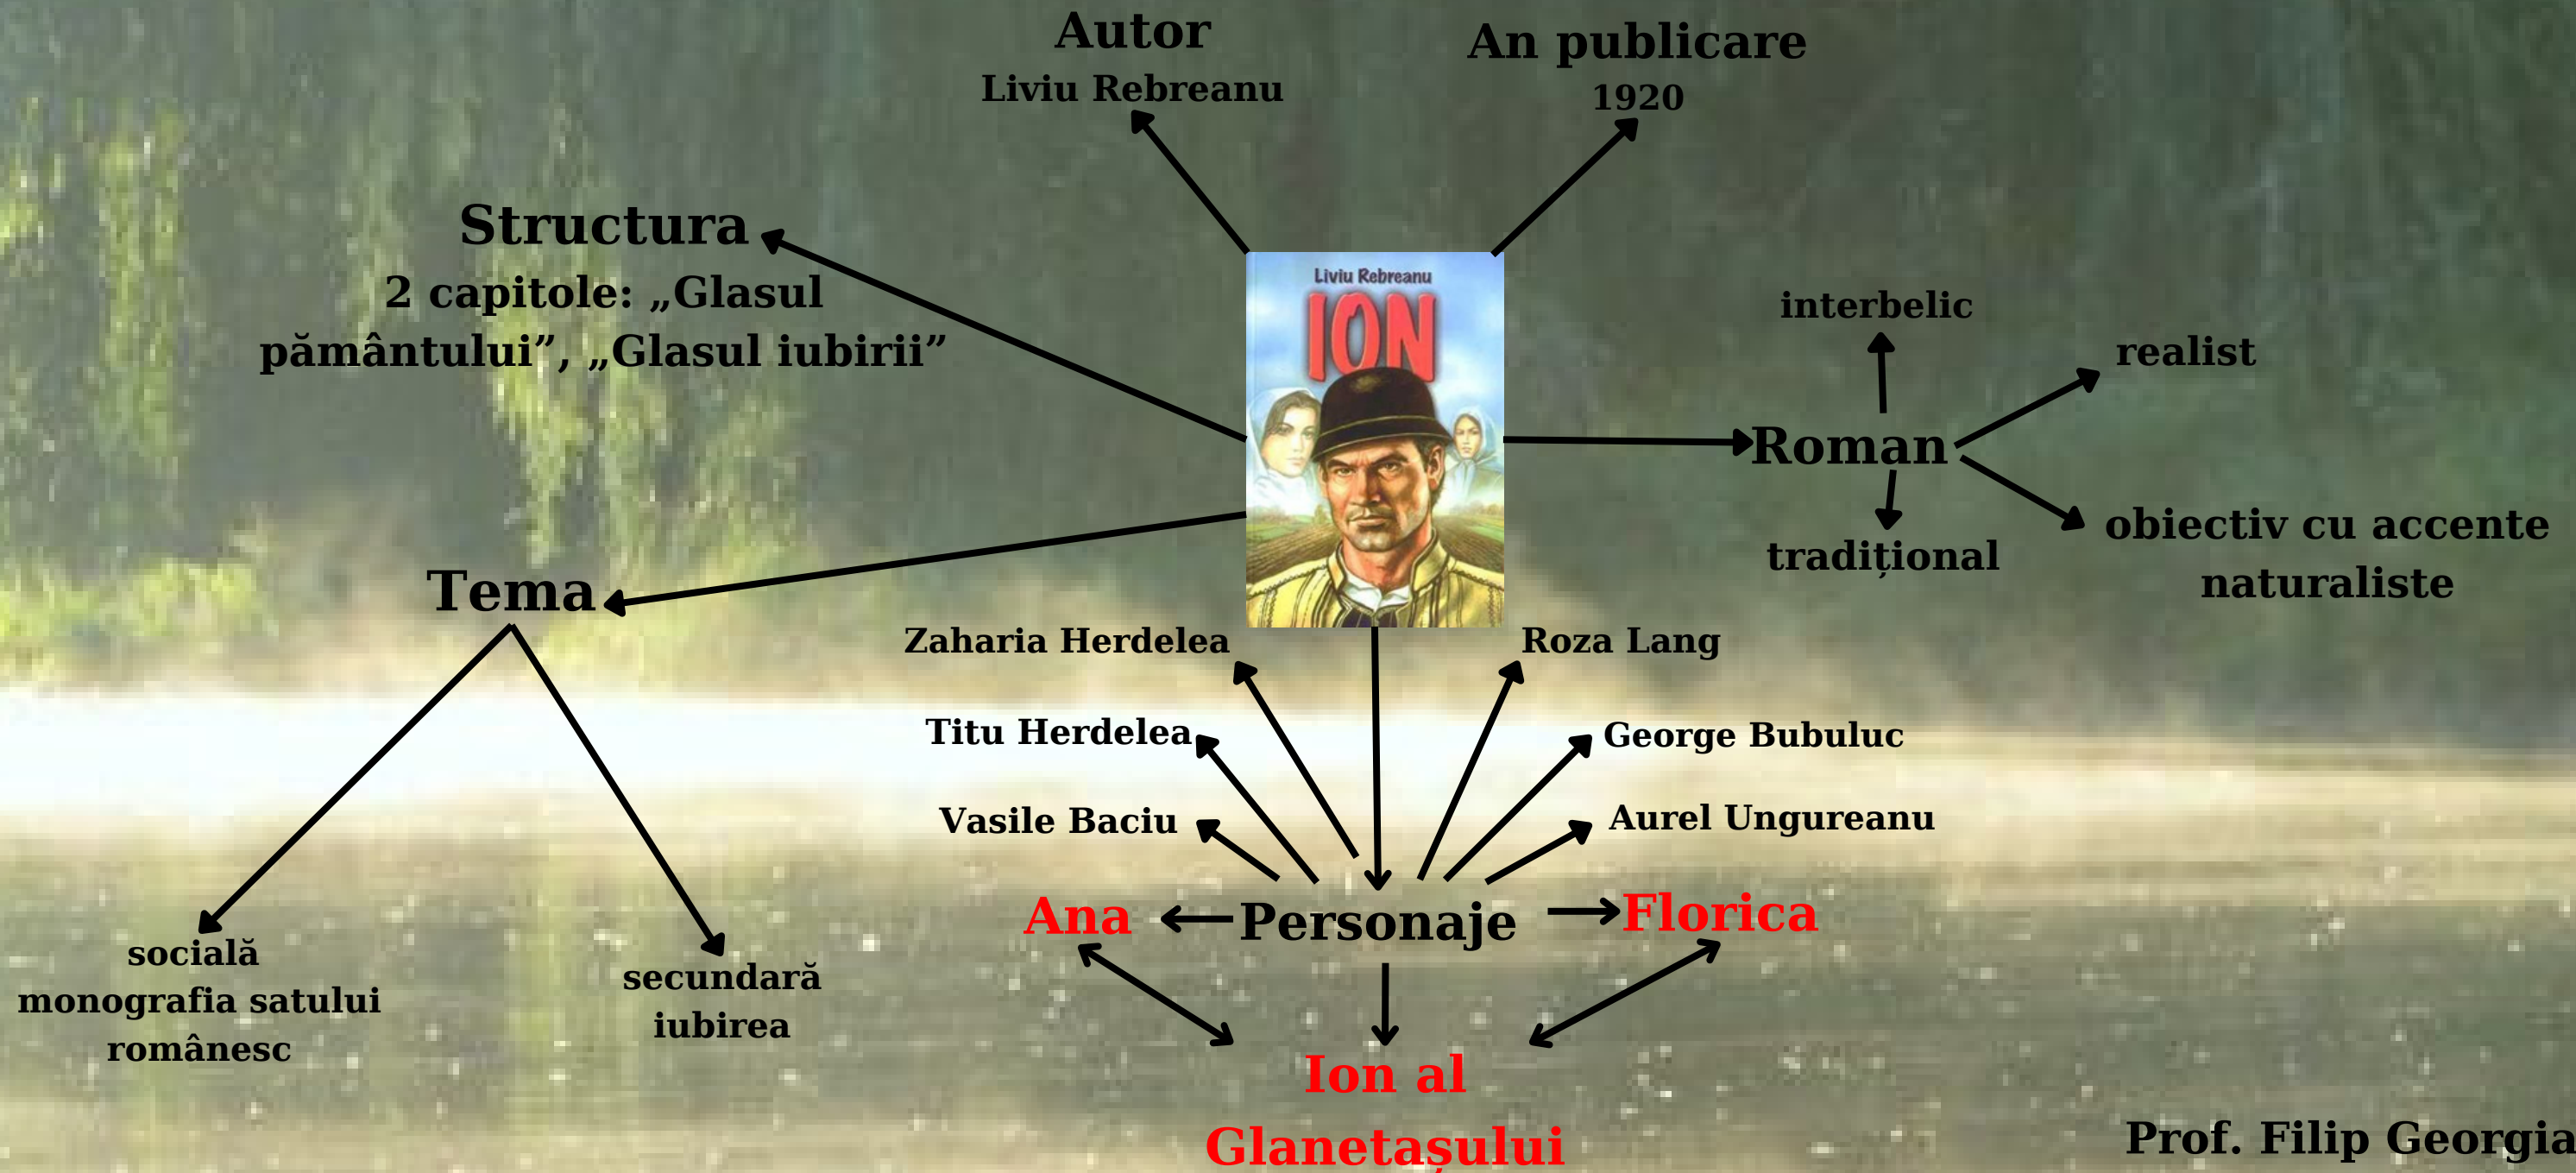 Autor
Liviu Rebreanu
An publicare
1920
Structura
2 capitole: „Glasul
pământului”, „Glasul iubirii”
Liviu Rebreanu
ION
interbelic
realist
Roman
tradițional
obiectiv cu accente
naturaliste
Tema
socială
monografia satului
românesc
secundară
iubirea
Zaharia Herdelea
Roza Lang
Titu Herdelea
George Bubuluc
Vasile Baciu
Aurel Ungureanu
Ana
Personaje
Florica
Ion al
Glanetașului
Prof. Filip Georgia